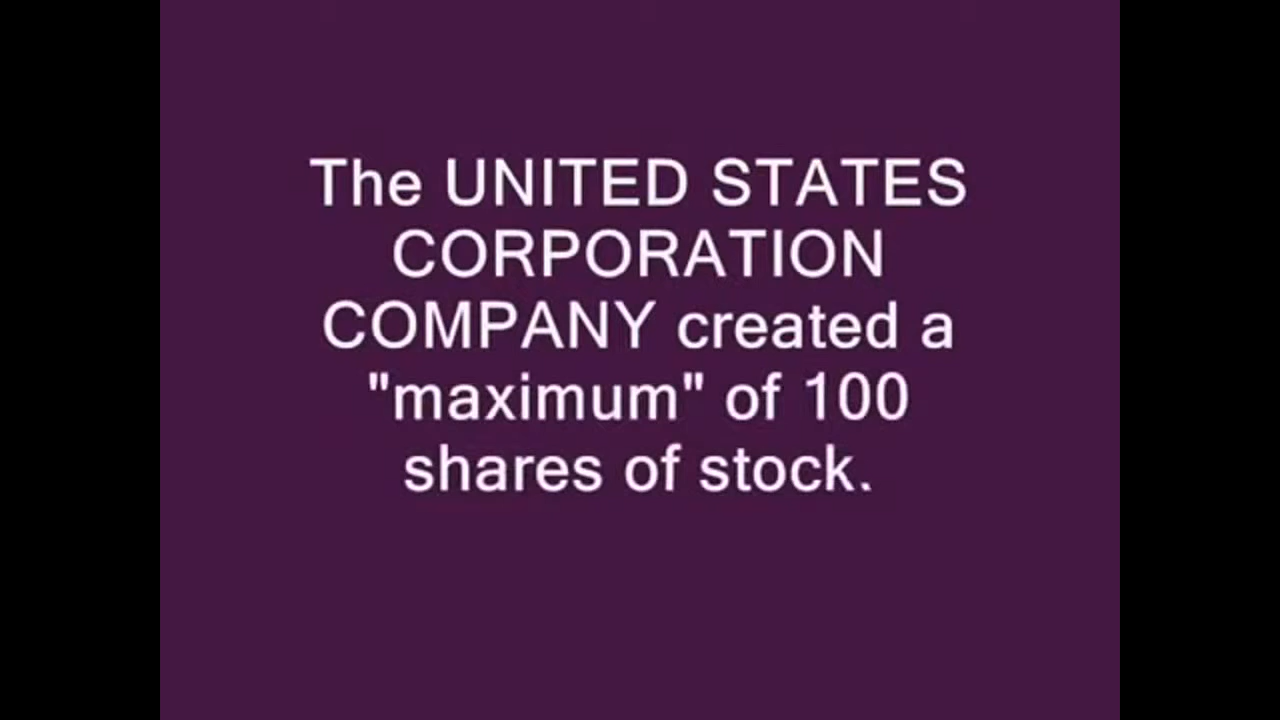 The UNITED STATES
CORPORATION
COMPANY created a
"maximum" of 100
shares of stock.